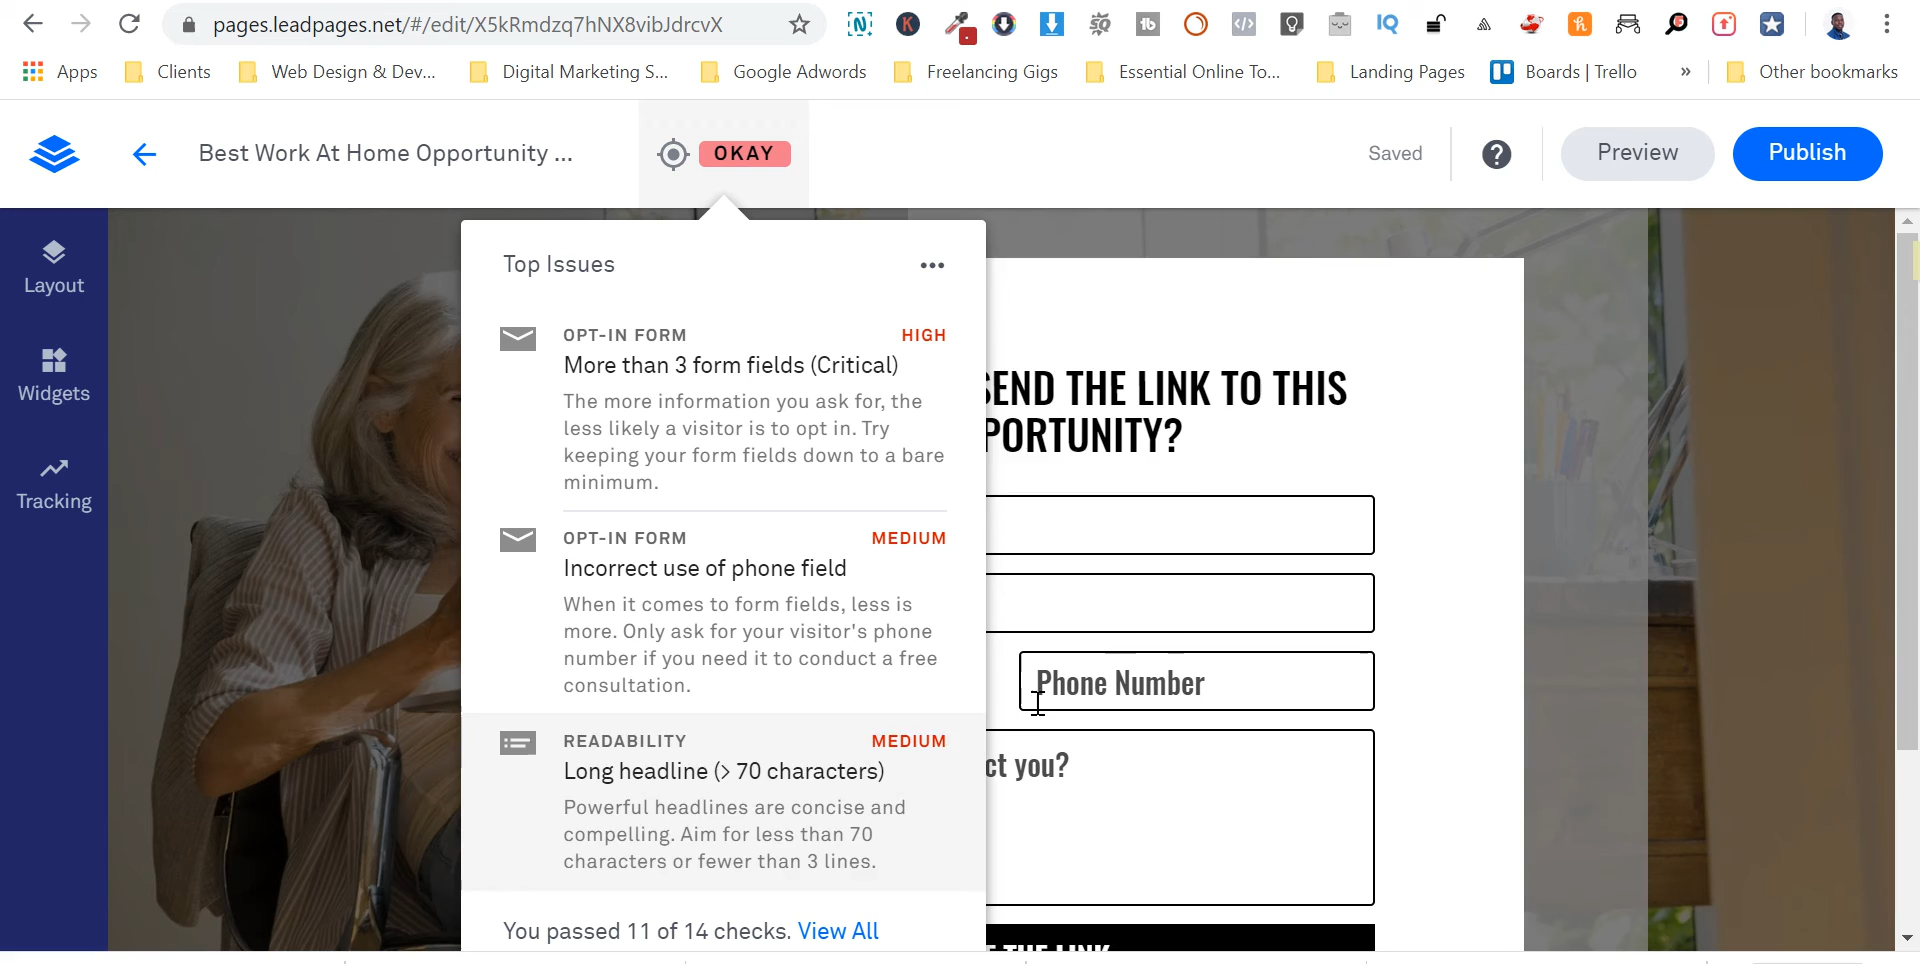 pages.leadpages.net/#/edit/X5kRmdzq7hNX8vibJdrcvX
Apps
Clients
Web Design & Dev...
Digital Marketing S...
Google Adwords
Freelancing Gigs
Essential Online To...
Landing Pages
Boards | Trello
»
Other bookmarks
Best Work At Home Opportunity ...
OKAY
Saved
Preview
Publish
Layout
Widgets
Tracking
Top Issues
OPT-IN FORM HIGH
More than 3 form fields (Critical)
The more information you ask for, the
less likely a visitor is to opt in. Try
keeping your form fields down to a bare
minimum.
OPT-IN FORM MEDIUM
Incorrect use of phone field
When it comes to form fields, less is
more. Only ask for your visitor's phone
number if you need it to conduct a free
consultation.
READABILITY MEDIUM
Long headline (> 70 characters)
Powerful headlines are concise and
compelling. Aim for less than 70
characters or fewer than 3 lines.
You passed 11 of 14 checks. View All
SEND THE LINK TO THIS
PORTUNITY?
Phone Number
ct you?
THE LINK